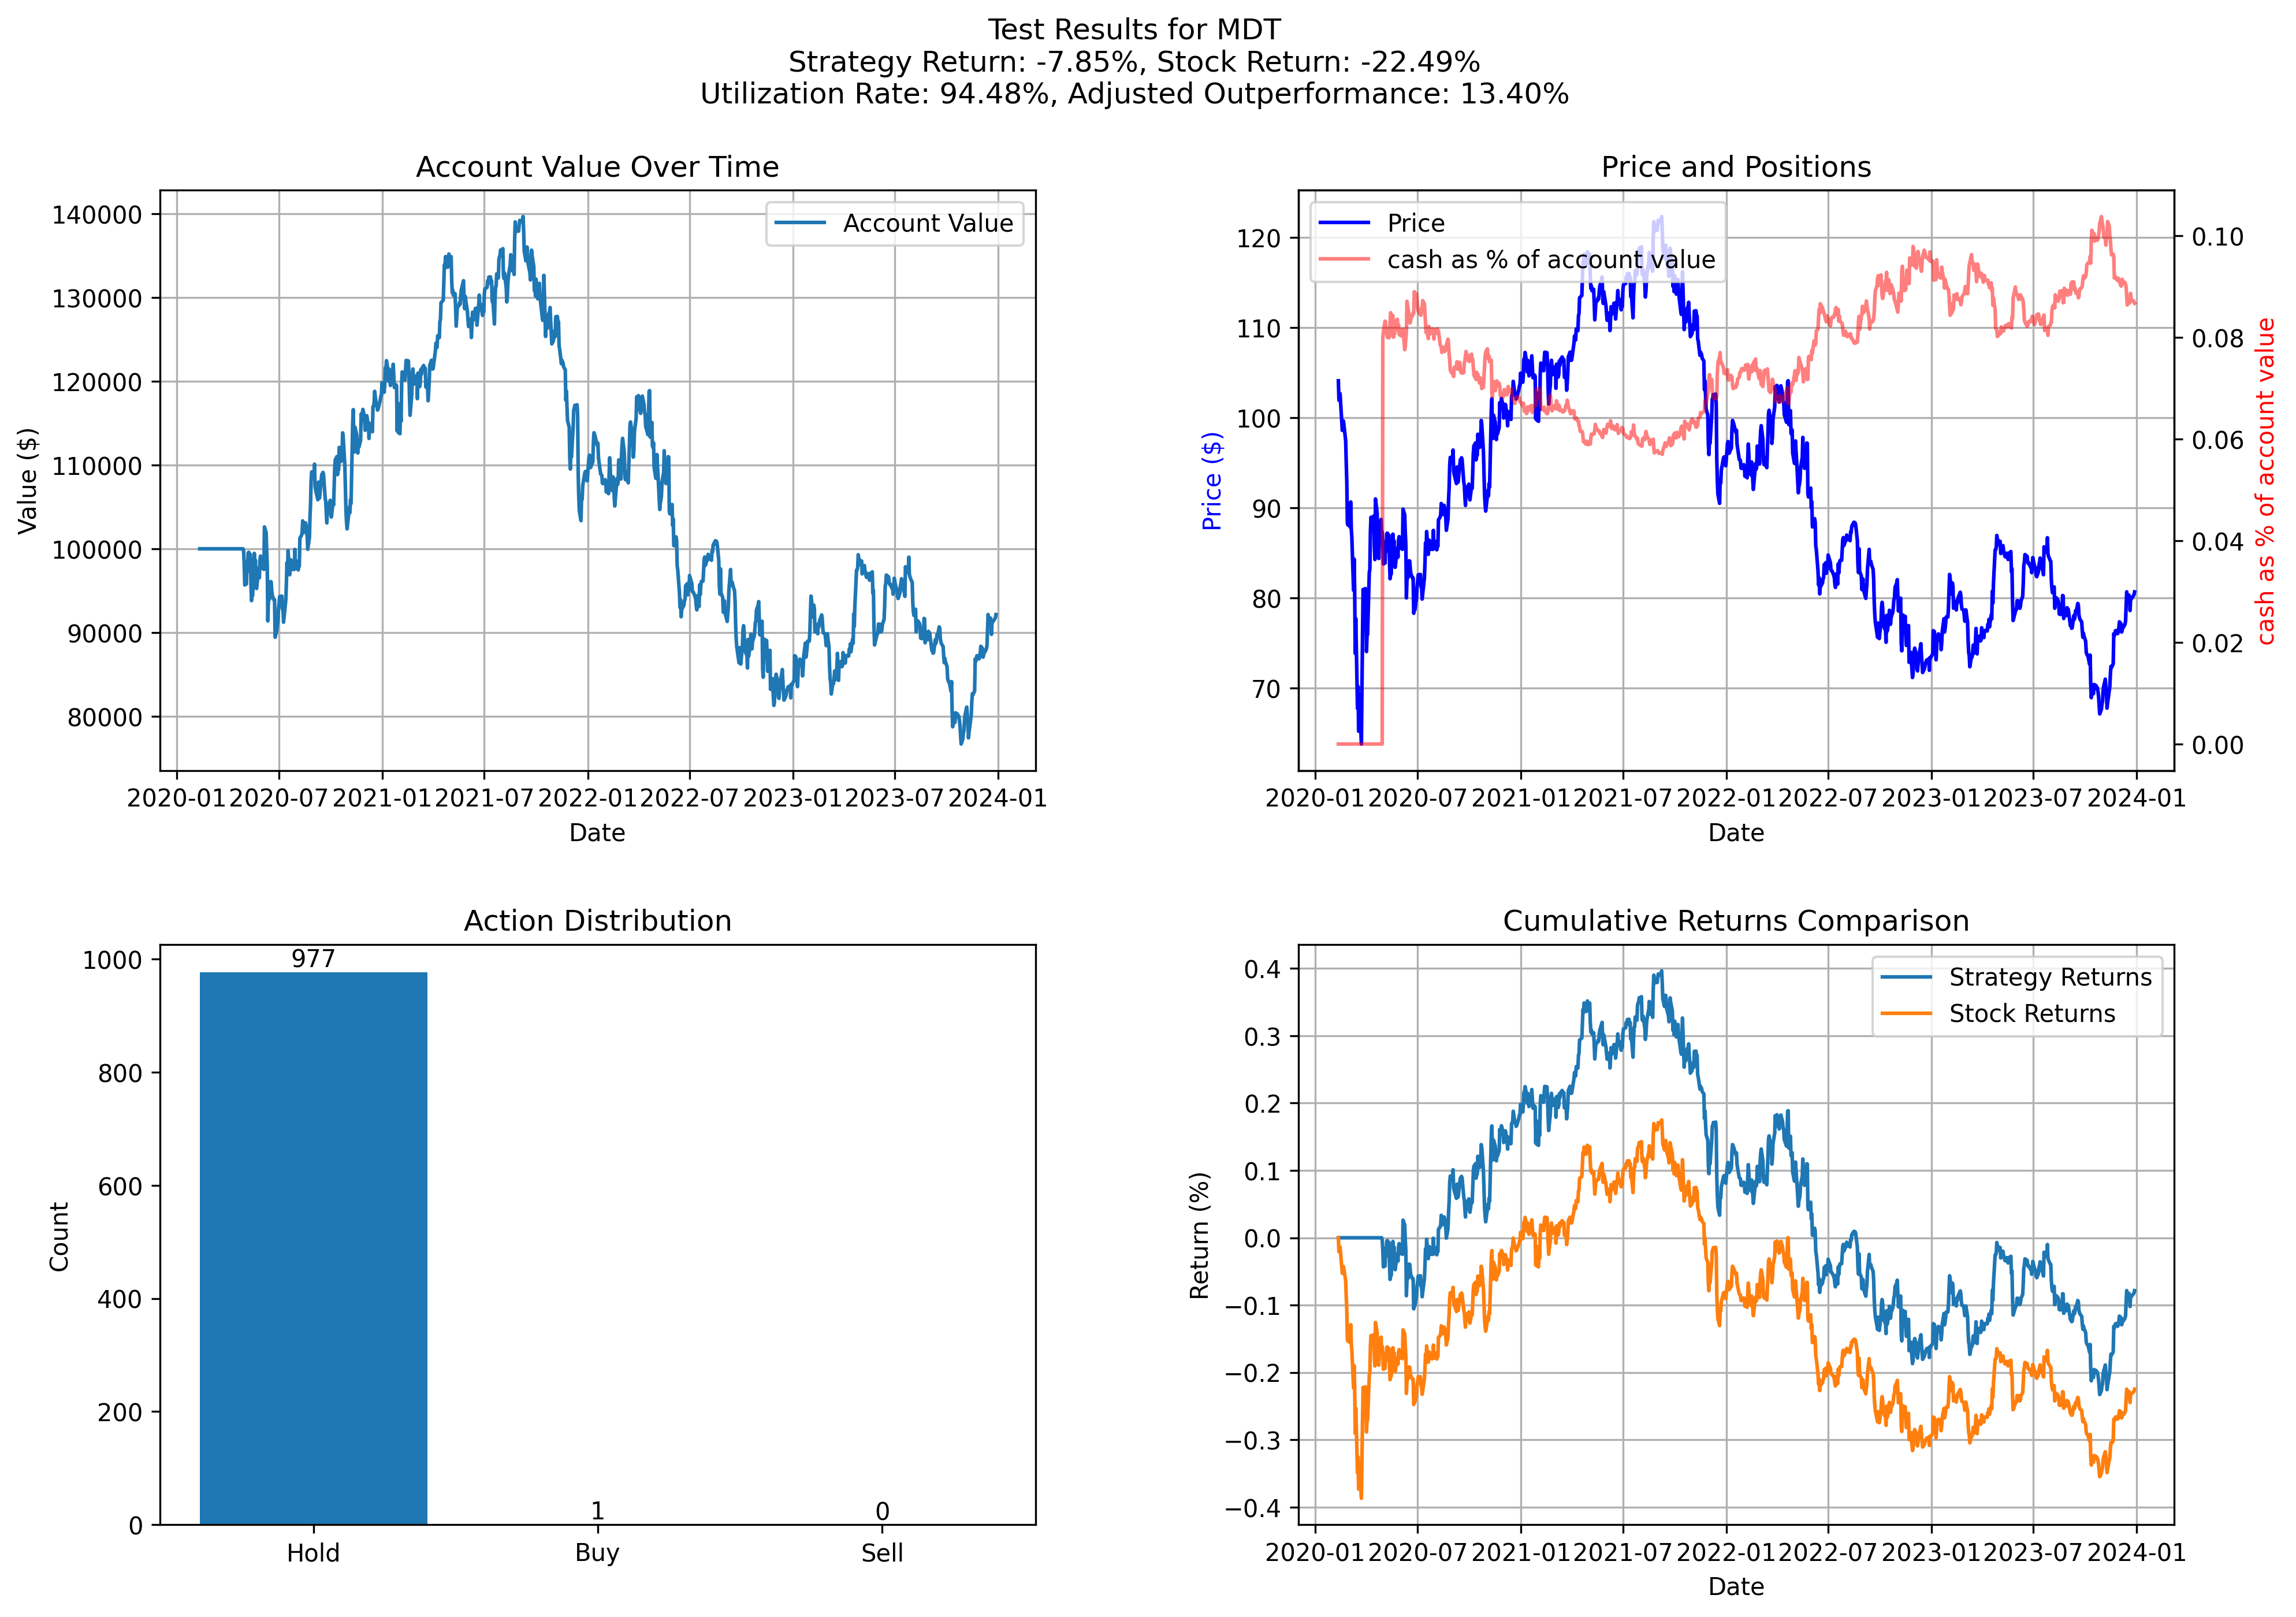 Test Results for MDT
Strategy Return: -7.85%, Stock Return: -22.49%
Utilization Rate: 94.48%, Adjusted Outperformance: 13.40%
Account Value Over Time
Value ($)
140000
130000
120000
110000
100000
90000
80000
Account Value
2020-01 2020-07 2021-01 2021-07 2022-01 2022-07 2023-01 2023-07 2024-01
Date
Price and Positions
Price ($)
120
110
100
90
80
70
Price
cash as % of account value
0.10
0.08
0.06
0.04
0.02
0.00
cash as % of account value
2020-01 2020-07 2021-01 2021-07 2022-01 2022-07 2023-01 2023-07 2024-01
Date
Action Distribution
Count
1000
800
600
400
200
0
977
1
0
Hold Buy Sell
Cumulative Returns Comparison
Return (%)
0.4
0.3
0.2
0.1
0.0
−0.1
−0.2
−0.3
−0.4
Strategy Returns
Stock Returns
2020-01 2020-07 2021-01 2021-07 2022-01 2022-07 2023-01 2023-07 2024-01
Date